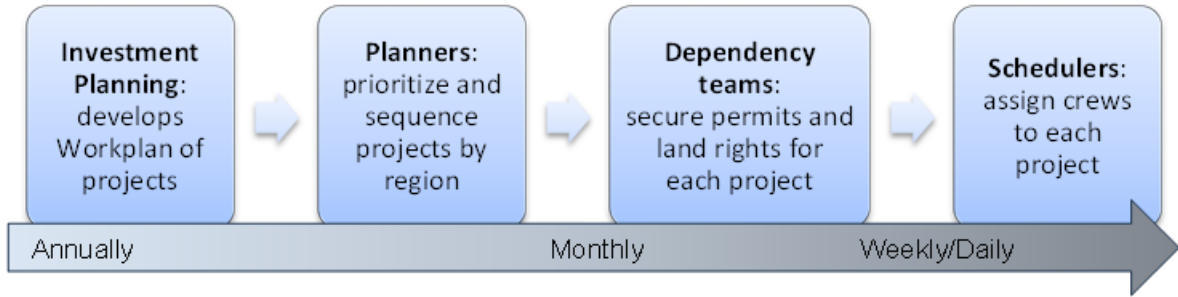 Investment
Planning:
develops
Workplan of
projects
Planners:
prioritize and
sequence
projects by
region
Dependency
teams:
secure permits and
land rights for
each project
Schedulers:
assign crews
to each
project
Annually
Monthly
Weekly/Daily